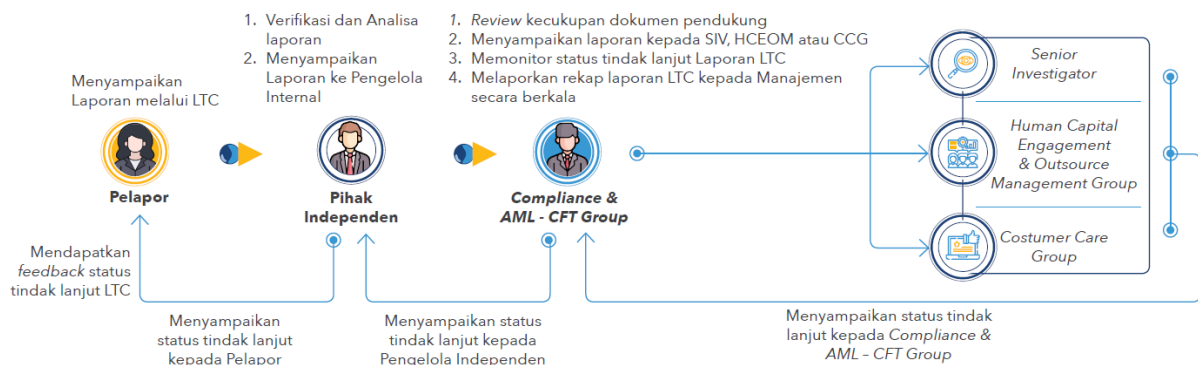 Menyampaikan
Laporan melalui LTC
Pelapor
1. Verifikasi dan Analisa
laporan
2. Menyampaikan
Laporan ke Pengelola
Internal
Pihak
Independen
1. Review kecukupan dokumen pendukung
2. Menyampaikan laporan kepada SIV, HCEOM atau CCG
3. Memonitor status tindak lanjut Laporan LTC
4. Melaporkan rekap laporan LTC kepada Manajemen
secara berkala
Compliance &
AML - CFT Group
Senior
Investigator
Human Capital
Engagement
& Outsource
Management Group
Costumer Care
Group
Mendapatkan
feedback status
tindak lanjut LTC
Menyampaikan
status tindak lanjut
kepada Pelapor
Menyampaikan status
tindak lanjut kepada
Pengelola Independen
Menyampaikan status tindak
lanjut kepada Compliance &
AML – CFT Group